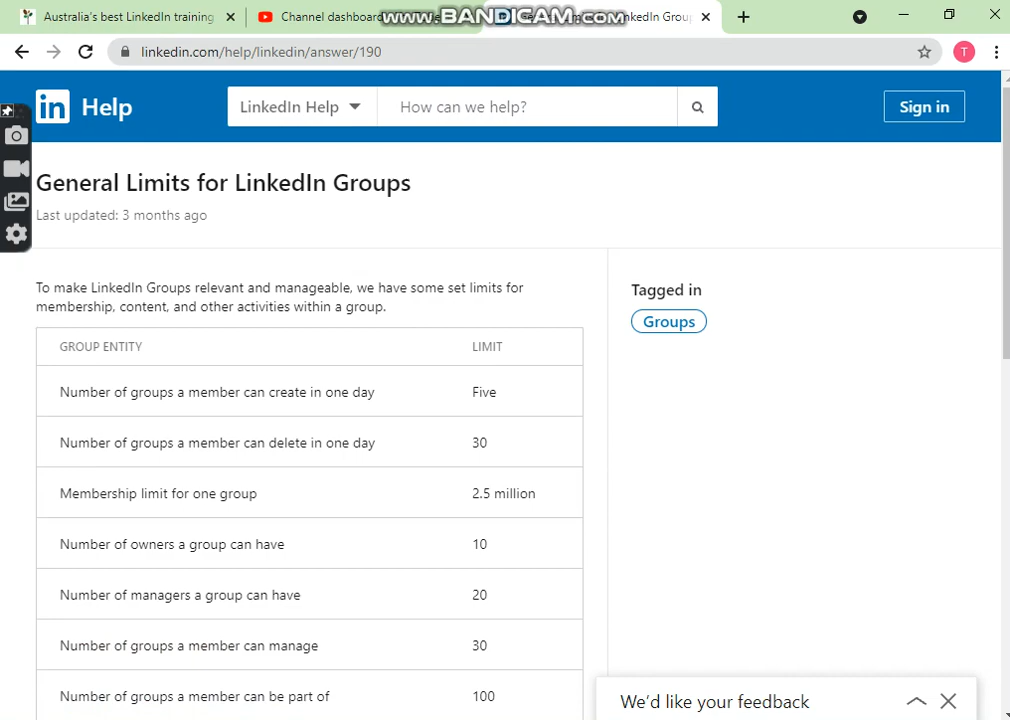 Australia's best LinkedIn training
Channel dashboard
www.BANDICAM.com
LinkedIn Grou
linkedin.com/help/linkedin/answer/190
T
in Help
LinkedIn Help
How can we help?
Sign in
General Limits for LinkedIn Groups
Last updated: 3 months ago
To make LinkedIn Groups relevant and manageable, we have some set limits for
membership, content, and other activities within a group.
Tagged in
Groups
GROUP ENTITY LIMIT
Number of groups a member can create in one day Five
Number of groups a member can delete in one day 30
Membership limit for one group 2.5 million
Number of owners a group can have 10
Number of managers a group can have 20
Number of groups a member can manage 30
Number of groups a member can be part of 100
We'd like your feedback